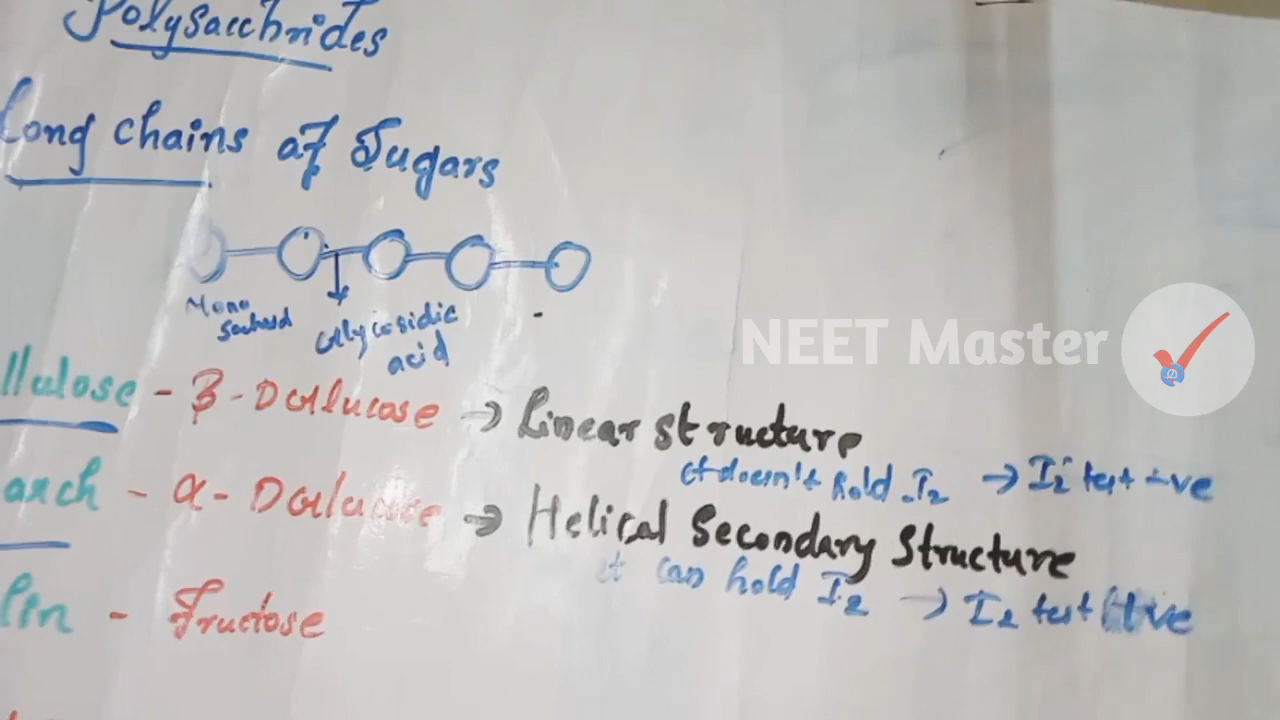 Polysacchrides
Long chains of Sugars
Mono
Glycosidic
acid
llulose - β - D Glucose → Linear structure
It doesn't hold I2 → I2 test -ve
arch - α - D Glucose → Helical Secondary Structure
it can hold I2 → I2 test +ve
lin - Fructose
NEET Master